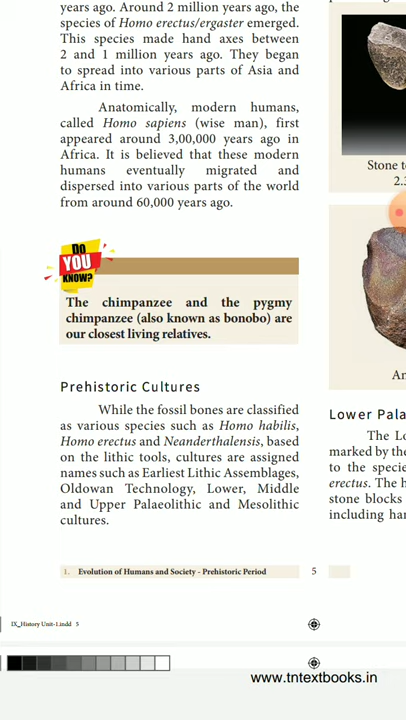 years ago. Around 2 million years ago, the
species of Homo erectus/ergaster emerged.
This species made hand axes between
2 and 1 million years ago. They began
to spread into various parts of Asia and
Africa in time.
Anatomically, modern humans,
called Homo sapiens (wise man), first
appeared around 3,00,000 years ago in
Africa. It is believed that these modern
humans eventually migrated and
dispersed into various parts of the world
from around 60,000 years ago.
DO
YOU
KNOW?
The chimpanzee and the pygmy
chimpanzee (also known as bonobo) are
our closest living relatives.
Prehistoric Cultures
While the fossil bones are classified
as various species such as Homo habilis,
Homo erectus and Neanderthalensis, based
on the lithic tools, cultures are assigned
names such as Earliest Lithic Assemblages,
Oldowan Technology, Lower, Middle
and Upper Palaeolithic and Mesolithic
cultures.
Stone to
2.
An
Lower Pala
The Lo
marked by the
to the specie
erectus. The h
stone blocks
including han
1. Evolution of Humans and Society - Prehistoric Period
5
IX_History Unit-1.indd 5
www.tntextbooks.in